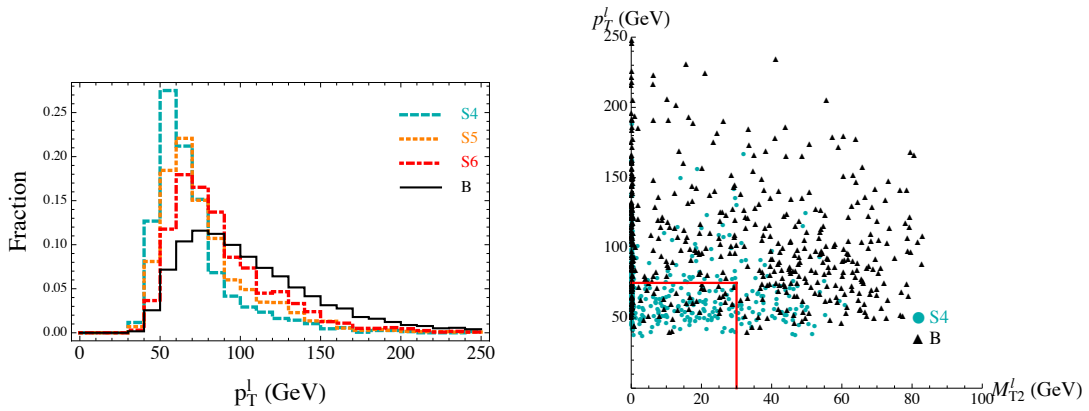 0.25
0.20
0.15
0.10
0.05
0.00
Fraction
0 50 100 150 200 250
p_T^l (GeV)
S4
S5
S6
B
p_T^l (GeV)
250
200
150
100
50
0 20 40 60 80 100
M_{T2}^l (GeV)
S4
B